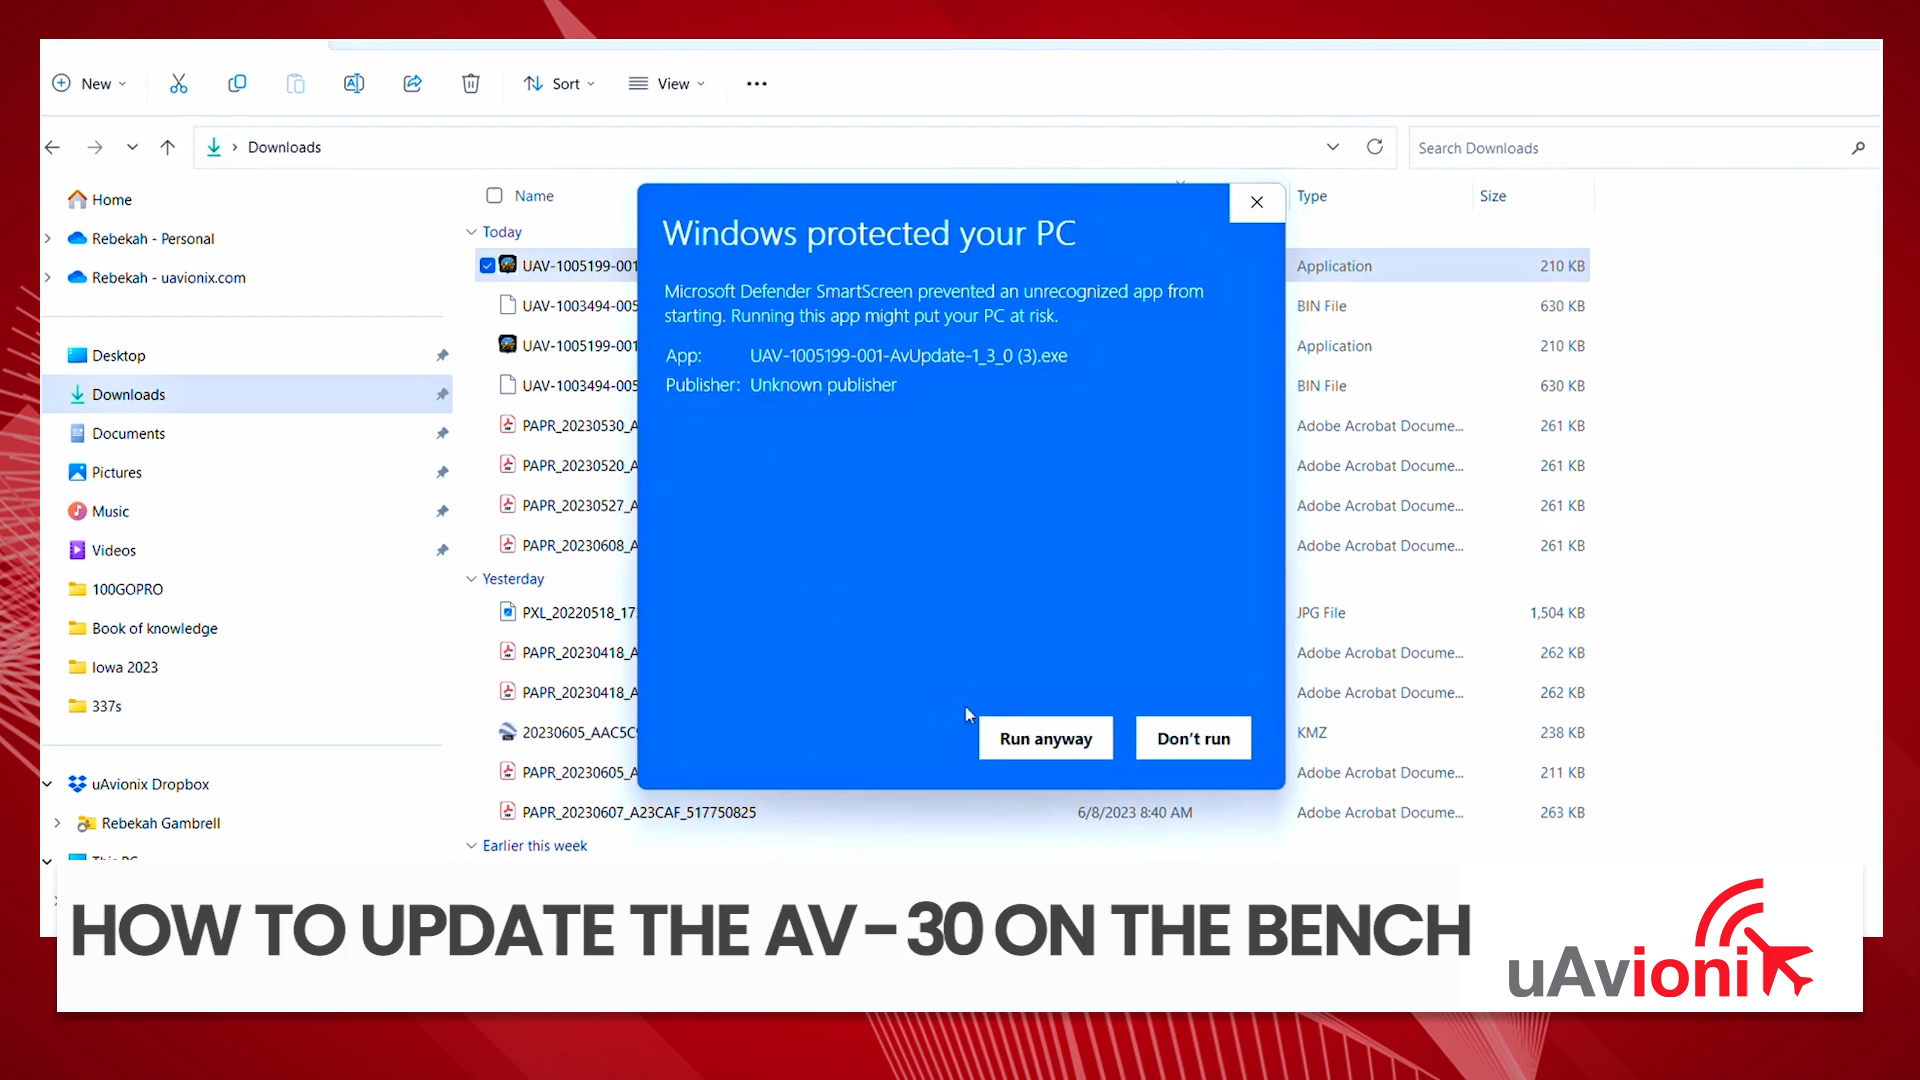 New
Sort
View
Downloads
Search Downloads
Home
Rebekah - Personal
Rebekah - uavionix.com
Desktop
Downloads
Documents
Pictures
Music
Videos
100GOPRO
Book of knowledge
Iowa 2023
337s
uAvionix Dropbox
Rebekah Gambrell
This PC
Name
Type
Size
Today
UAV-1005199-001
Application
210 KB
UAV-1003494-005
BIN File
630 KB
UAV-1005199-001
Application
210 KB
UAV-1003494-005
BIN File
630 KB
PAPR_20230530_A
Adobe Acrobat Docume...
261 KB
PAPR_20230520_A
Adobe Acrobat Docume...
261 KB
PAPR_20230527_A
Adobe Acrobat Docume...
261 KB
PAPR_20230608_A
Adobe Acrobat Docume...
261 KB
Yesterday
PXL_20220518_17
JPG File
1,504 KB
PAPR_20230418_A
Adobe Acrobat Docume...
262 KB
PAPR_20230418_A
Adobe Acrobat Docume...
262 KB
20230605_AAC5C
KMZ
238 KB
PAPR_20230605_A
Adobe Acrobat Docume...
211 KB
PAPR_20230607_A23CAF_517750825
6/8/2023 8:40 AM
Adobe Acrobat Docume...
263 KB
Earlier this week
Windows protected your PC
Microsoft Defender SmartScreen prevented an unrecognized app from
starting. Running this app might put your PC at risk.
App: UAV-1005199-001-AvUpdate-1_3_0 (3).exe
Publisher: Unknown publisher
Run anyway
Don't run
HOW TO UPDATE THE AV-30 ON THE BENCH
uAvionix